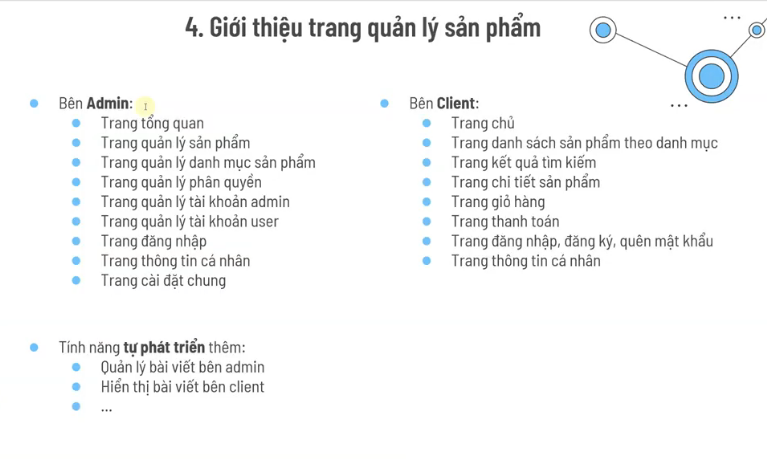 4. Giới thiệu trang quản lý sản phẩm
Bên Admin:
Trang tổng quan
Trang quản lý sản phẩm
Trang quản lý danh mục sản phẩm
Trang quản lý phân quyền
Trang quản lý tài khoản admin
Trang quản lý tài khoản user
Trang đăng nhập
Trang thông tin cá nhân
Trang cài đặt chung
Bên Client:
Trang chủ
Trang danh sách sản phẩm theo danh mục
Trang kết quả tìm kiếm
Trang chi tiết sản phẩm
Trang giỏ hàng
Trang thanh toán
Trang đăng nhập, đăng ký, quên mật khẩu
Trang thông tin cá nhân
Tính năng tự phát triển thêm:
Quản lý bài viết bên admin
Hiển thị bài viết bên client
...